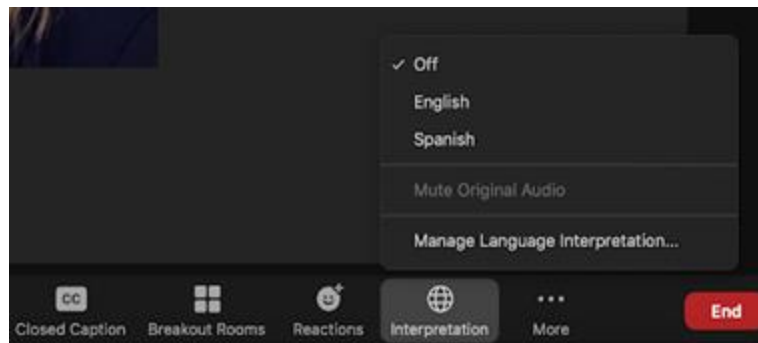 Off
English
Spanish
Mute Original Audio
Manage Language Interpretation...
CC
Closed Caption Breakout Rooms Reactions Interpretation More End